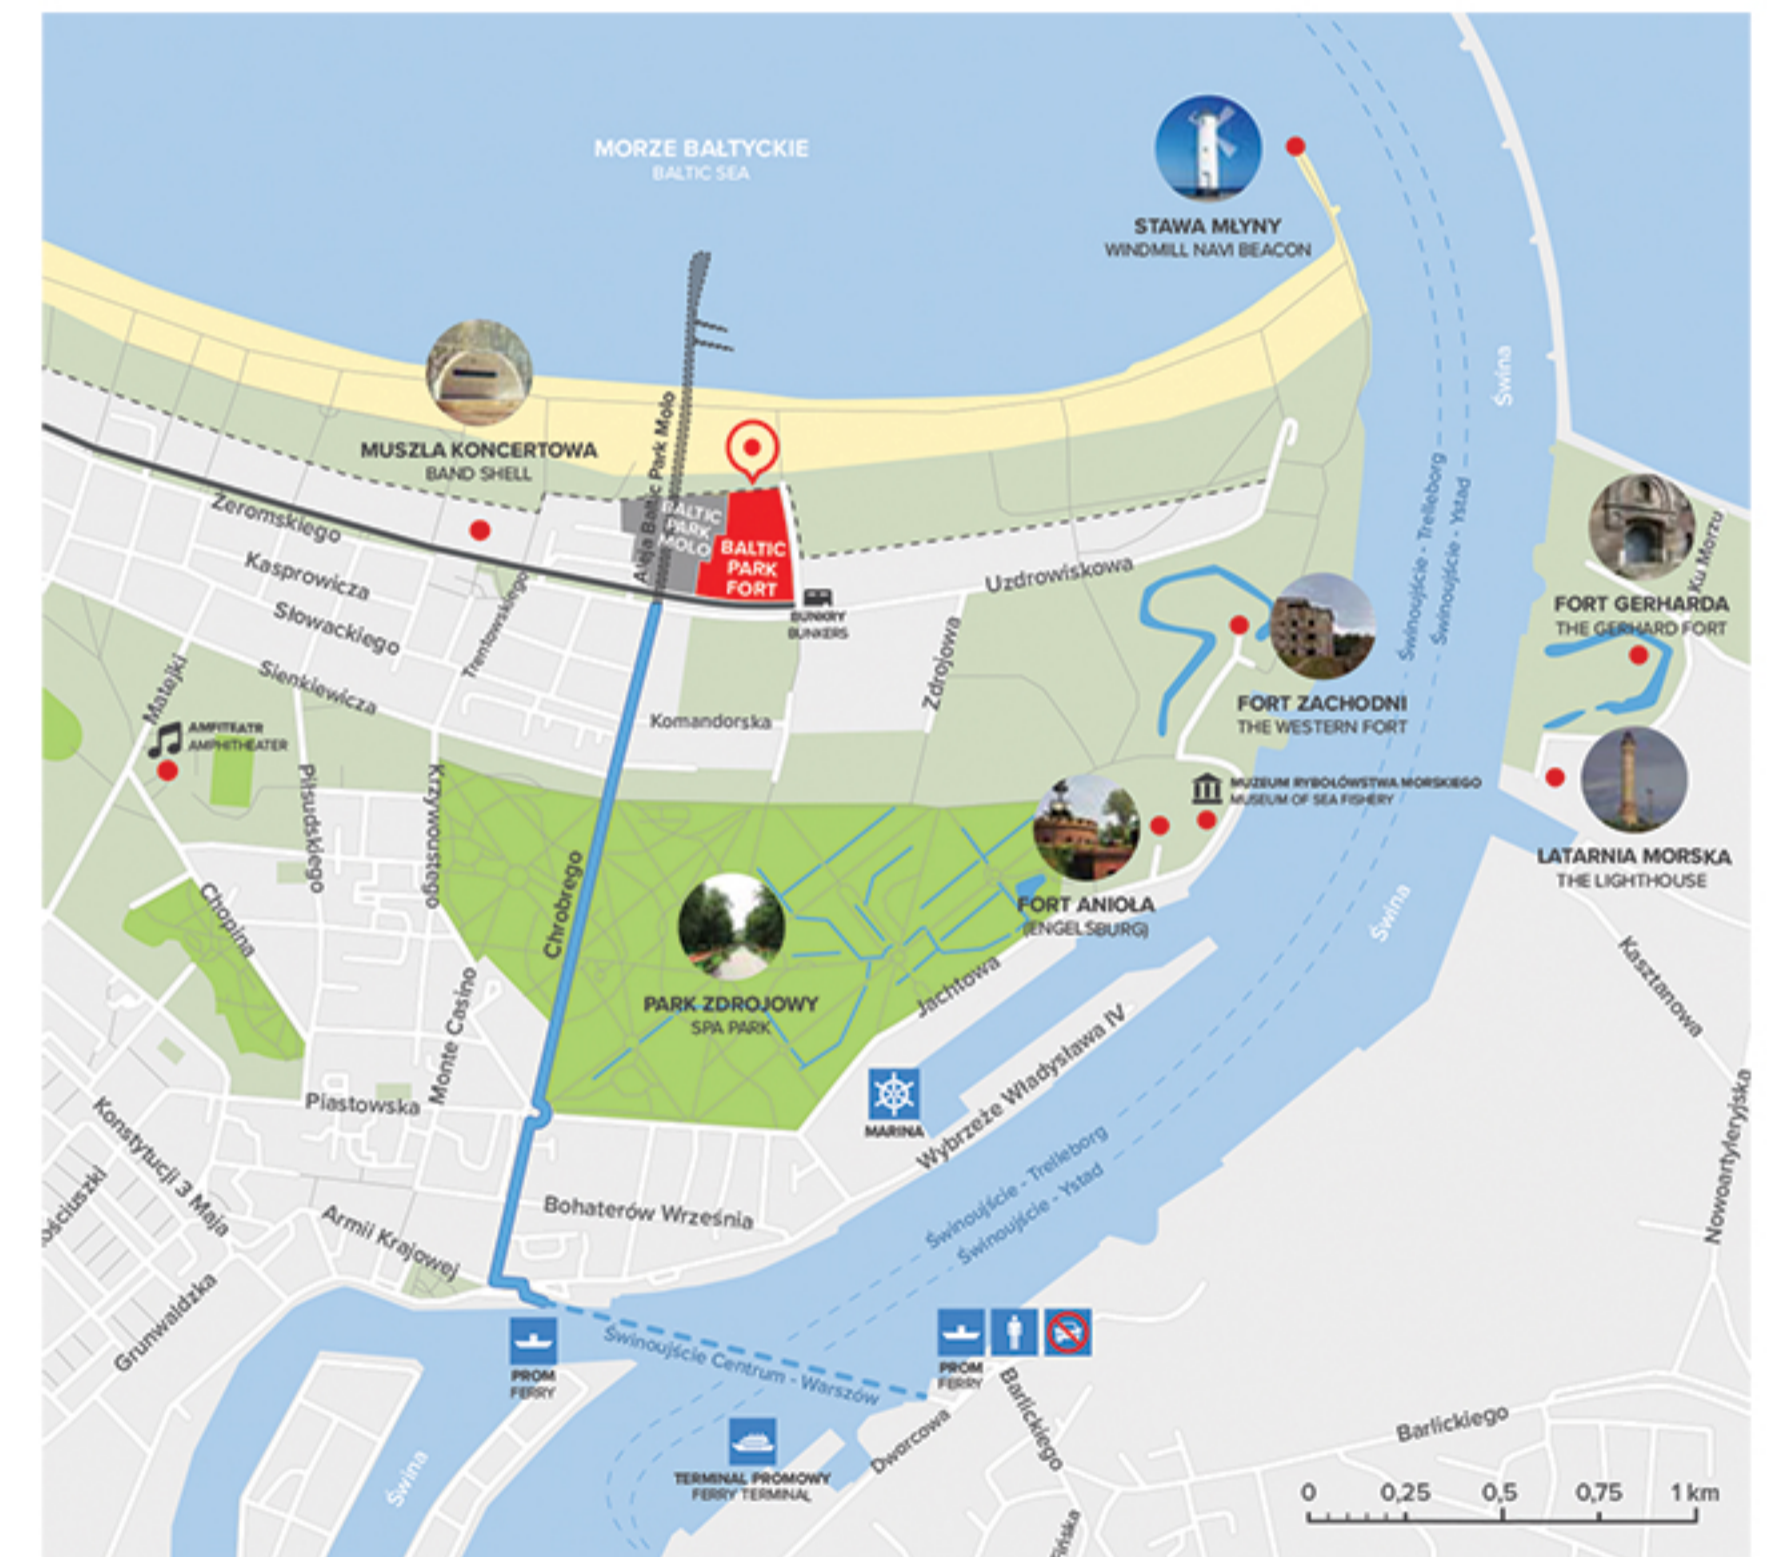 MORZE BAŁTYCKIE
BALTIC SEA
STAWA MŁYNY
WINDMILL NAVI BEACON
Świna
MUSZLA KONCERTOWA
BAND SHELL
Aleja Baltic Park Molo
BALTIC
PARK
MOLO
BALTIC
PARK
FORT
BUNKRY
BUNKERS
Żeromskiego
Kasprowicza
Słowackiego
Sienkiewicza
Trentowskiego
Matejki
Uzdrowiskowa
Zdrojowa
Komandorska
Świnoujście - Trelleborg
Świnoujście - Ystad
Ku Morzu
FORT GERHARDA
THE GERHARD FORT
FORT ZACHODNI
THE WESTERN FORT
AMFITEATR
AMPHITHEATER
Piłsudskiego
Krzywoustego
Chrobrego
Chopina
MUZEUM RYBOŁÓWSTWA MORSKIEGO
MUSEUM OF SEA FISHERY
LATARNIA MORSKA
THE LIGHTHOUSE
FORT ANIOŁA
(ENGELSBURG)
Świna
Kasztanowa
PARK ZDROJOWY
SPA PARK
Jachtowa
Monte Casino
Piastowska
MARINA
Wybrzeże Władysława IV
Nowoartyleryjska
Konstytucji 3 Maja
ościuszki
Armii Krajowej
Bohaterów Września
Świnoujście - Trelleborg
Świnoujście - Ystad
Grunwaldzka
PROM
FERRY
Świnoujście Centrum - Warszów
PROM
FERRY
Barlickiego
Barlickiego
Dworcowa
TERMINAL PROMOWY
FERRY TERMINAL
Świna
ińska
0 0,25 0,5 0,75 1 km